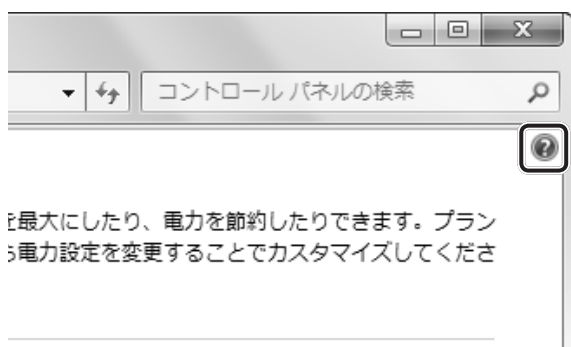 コントロール パネルの検索
を最大にしたり、電力を節約したりできます。プラン
ら電力設定を変更することでカスタマイズしてくださ